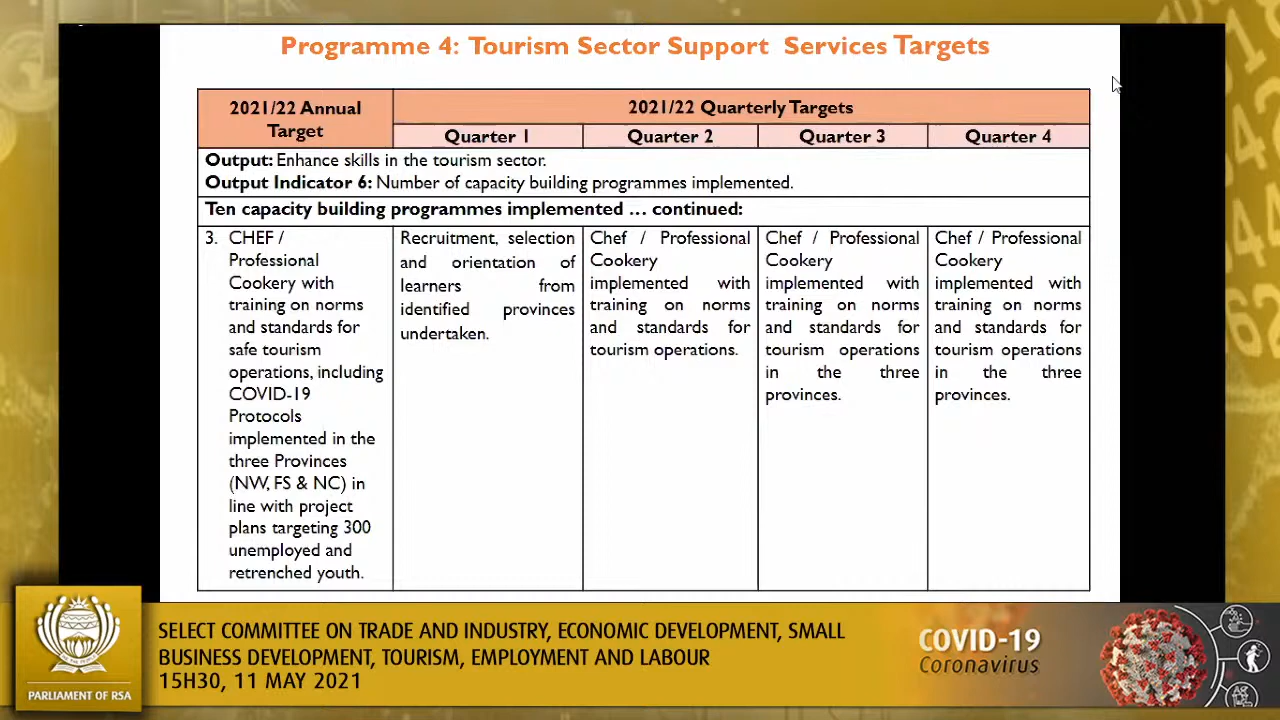 Programme 4: Tourism Sector Support Services Targets
2021/22 Annual
Target
2021/22 Quarterly Targets
Quarter 1
Quarter 2
Quarter 3
Quarter 4
Output: Enhance skills in the tourism sector.
Output Indicator 6: Number of capacity building programmes implemented.
Ten capacity building programmes implemented … continued:
3. CHEF /
Professional
Cookery with
training on norms
and standards for
safe tourism
operations, including
COVID-19
Protocols
implemented in the
three Provinces
(NW, FS & NC) in
line with project
plans targeting 300
unemployed and
retrenched youth.
Recruitment, selection
and orientation of
learners from
identified provinces
undertaken.
Chef / Professional
Cookery
implemented with
training on norms
and standards for
tourism operations.
Chef / Professional
Cookery
implemented with
training on norms
and standards for
tourism operations
in the three
provinces.
Chef / Professional
Cookery
implemented with
training on norms
and standards for
tourism operations
in the three
provinces.
PARLIAMENT OF RSA
SELECT COMMITTEE ON TRADE AND INDUSTRY, ECONOMIC DEVELOPMENT, SMALL
BUSINESS DEVELOPMENT, TOURISM, EMPLOYMENT AND LABOUR
15H30, 11 MAY 2021
COVID-19
Coronavirus